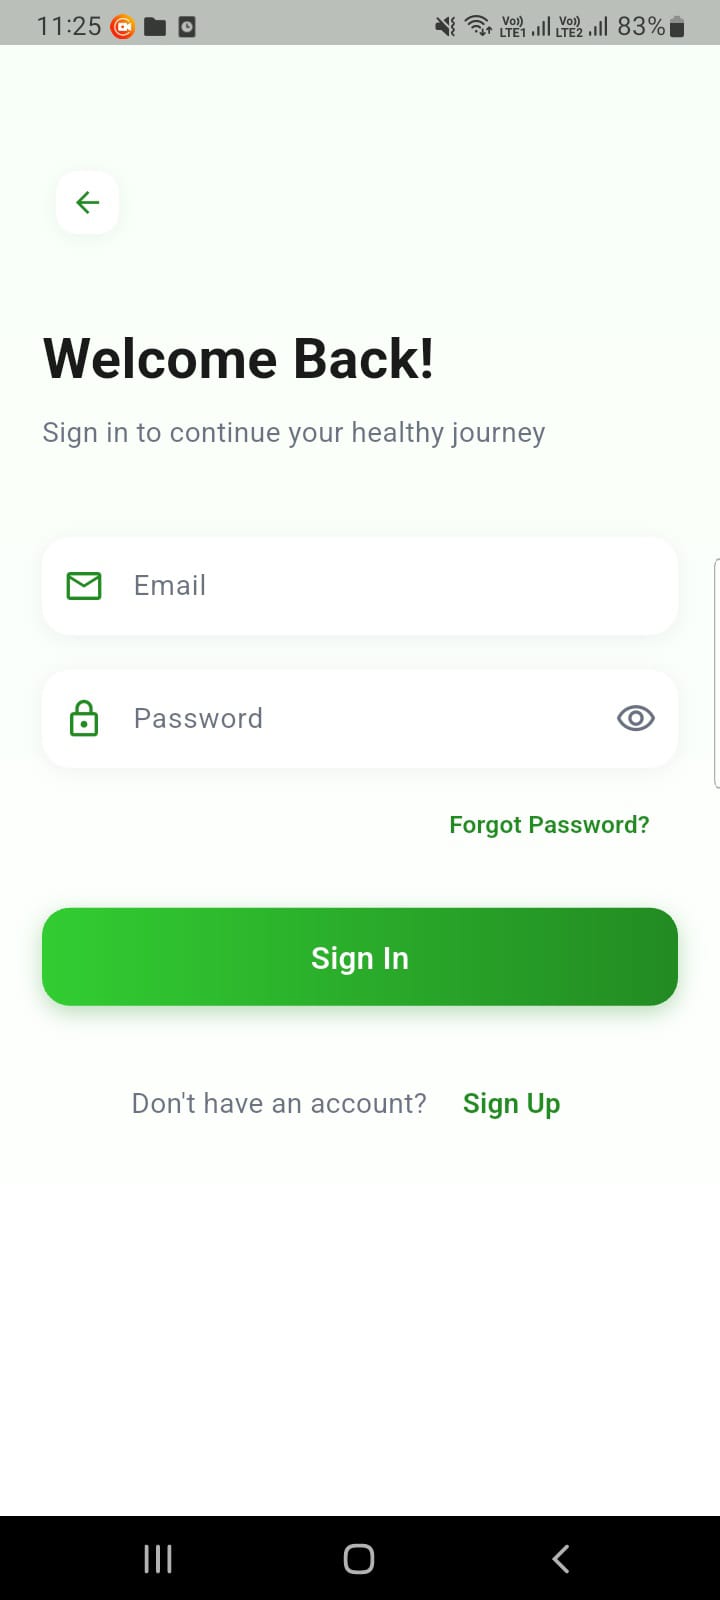 11:25 Vo)) LTE1 Vo)) LTE2 83%
Welcome Back!
Sign in to continue your healthy journey
Email
Password
Forgot Password?
Sign In
Don't have an account? Sign Up